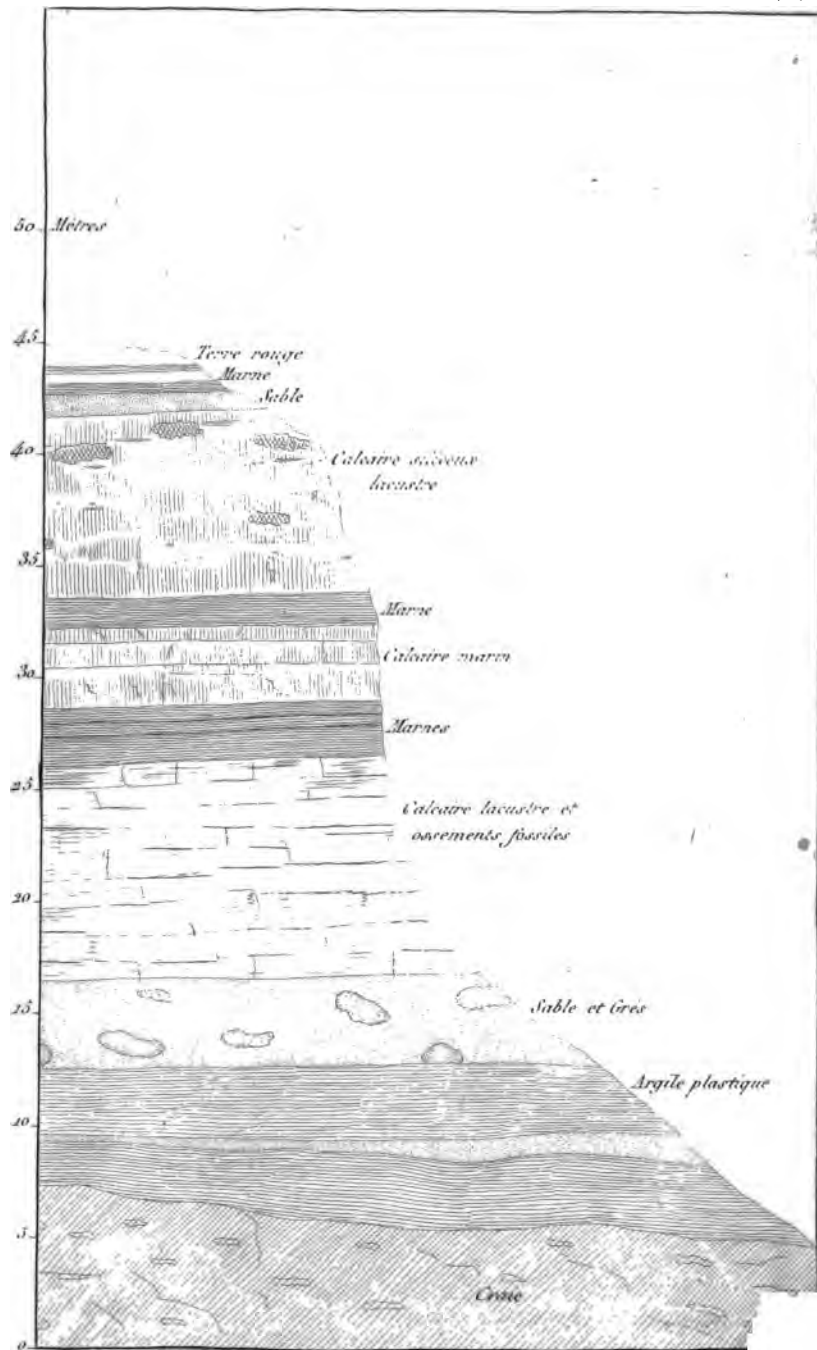 50 Mètres
45
Terre rouge
Marne
Sable
40
Calcaire siliceux
lacustre
35
Marne
Calcaire marin
30
Marnes
25
Calcaire lacustre et
ossements fossiles
20
15
Sable et Grès
Argile plastique
10
5
Craie
0